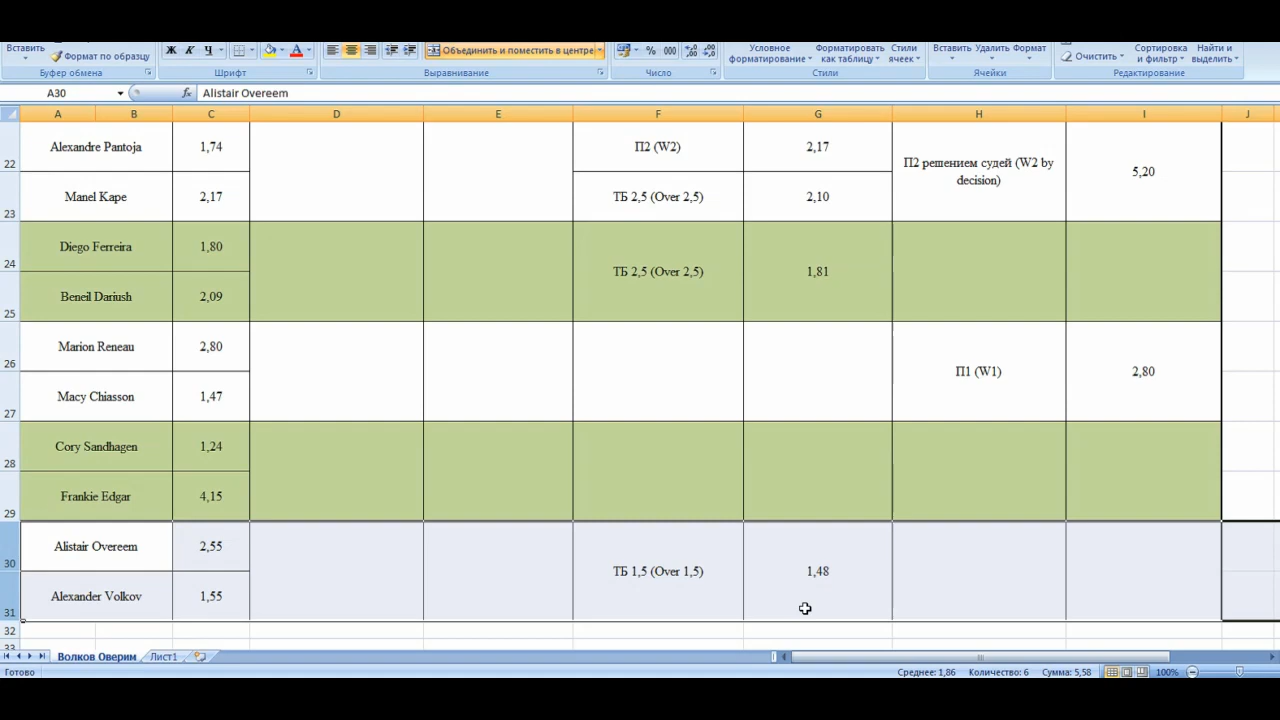 Вставить
Формат по образцу
Буфер обмена
Ж К Ч
А
Шрифт
Объединить и поместить в центре
Выравнивание
% 000
Число
Условное форматирование
Форматировать как таблицу
Стили ячеек
Стили
Вставить Удалить Формат
Ячейки
Очистить
Сортировка и фильтр
Найти и выделить
Редактирование
A30
fx
Alistair Overeem
A B C D E F G H I J
22
Alexandre Pantoja 1,74 П2 (W2) 2,17
П2 решением судей (W2 by
decision)
5,20
23
Manel Kape 2,17 ТБ 2,5 (Over 2,5) 2,10
24
Diego Ferreira 1,80
ТБ 2,5 (Over 2,5) 1,81
25
Beneil Dariush 2,09
26
Marion Reneau 2,80
П1 (W1) 2,80
27
Macy Chiasson 1,47
28
Cory Sandhagen 1,24
29
Frankie Edgar 4,15
30
Alistair Overeem 2,55
ТБ 1,5 (Over 1,5) 1,48
31
Alexander Volkov 1,55
32
33
Волков Оверим Лист1
Готово
Среднее: 1,86 Количество: 6 Сумма: 5,58 100%